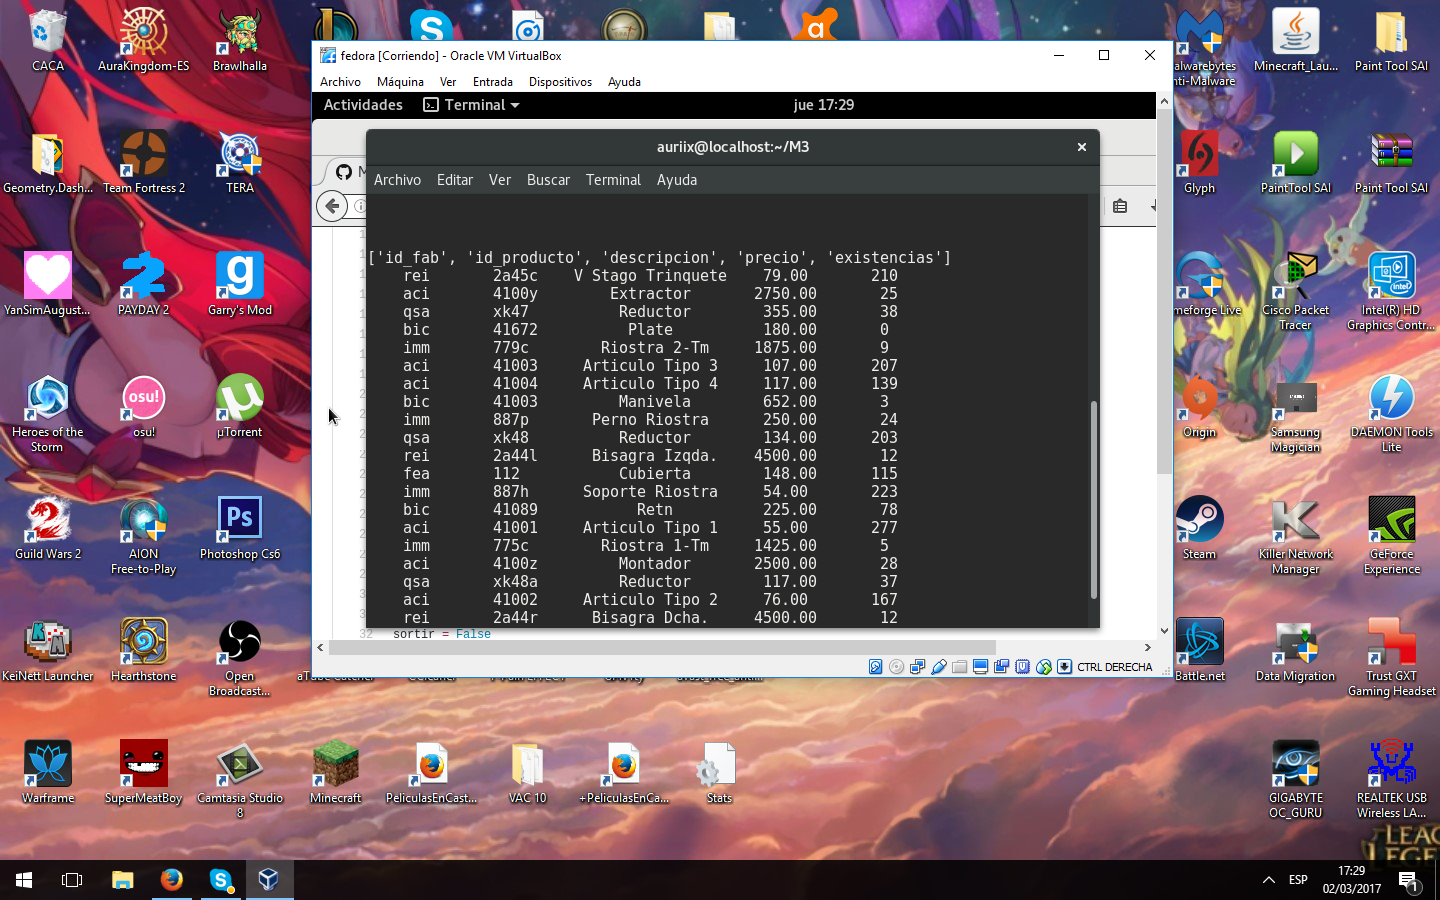 fedora [Corriendo] - Oracle VM VirtualBox
Archivo Máquina Ver Entrada Dispositivos Ayuda
Actividades Terminal jue 17:29
auriix@localhost:~/M3
Archivo Editar Ver Buscar Terminal Ayuda
['id_fab', 'id_producto', 'descripcion', 'precio', 'existencias']
rei 2a45c V Stago Trinquete 79.00 210
aci 4100y Extractor 2750.00 25
qsa xk47 Reductor 355.00 38
bic 41672 Plate 180.00 0
imm 779c Riostra 2-Tm 1875.00 9
aci 41003 Articulo Tipo 3 107.00 207
aci 41004 Articulo Tipo 4 117.00 139
bic 41003 Manivela 652.00 3
imm 887p Perno Riostra 250.00 24
qsa xk48 Reductor 134.00 203
rei 2a44l Bisagra Izqda. 4500.00 12
fea 112 Cubierta 148.00 115
imm 887h Soporte Riostra 54.00 223
bic 41089 Retn 225.00 78
aci 41001 Articulo Tipo 1 55.00 277
imm 775c Riostra 1-Tm 1425.00 5
aci 4100z Montador 2500.00 28
qsa xk48a Reductor 117.00 37
aci 41002 Articulo Tipo 2 76.00 167
rei 2a44r Bisagra Dcha. 4500.00 12
32 sortir = False
CTRL DERECHA
CACA
AuraKingdom-ES
Brawlhalla
Geometry.Dash...
Team Fortress 2
TERA
YanSimAugust...
PAYDAY 2
Garry's Mod
Heroes of the
Storm
osu!
osu!
µTorrent
Guild Wars 2
AION
Free-to-Play
Ps
Photoshop Cs6
KeiNett Launcher
Hearthstone
Open
Broadcast...
Warframe
SuperMeatBoy
Camtasia Studio
8
Minecraft
PeliculasEnCast...
VAC 10
+PeliculasEnCa...
Stats
alwarebytes
nti-Malware
Minecraft_Lau...
Paint Tool SAI
Glyph
PaintTool SAI
Paint Tool SAI
meforge Live
Cisco Packet
Tracer
Intel(R) HD
Graphics Contr...
Origin
Samsung
Magician
DAEMON Tools
Lite
Steam
Killer Network
Manager
GeForce
Experience
Battle.net
Data Migration
Trust GXT
Gaming Headset
GIGABYTE
OC_GURU
REALTEK USB
Wireless LA...
ESP
17:29
02/03/2017
1